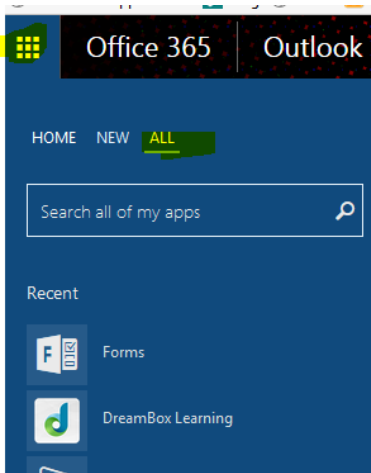 Office 365 Outlook
HOME NEW ALL
Search all of my apps
Recent
Forms
DreamBox Learning